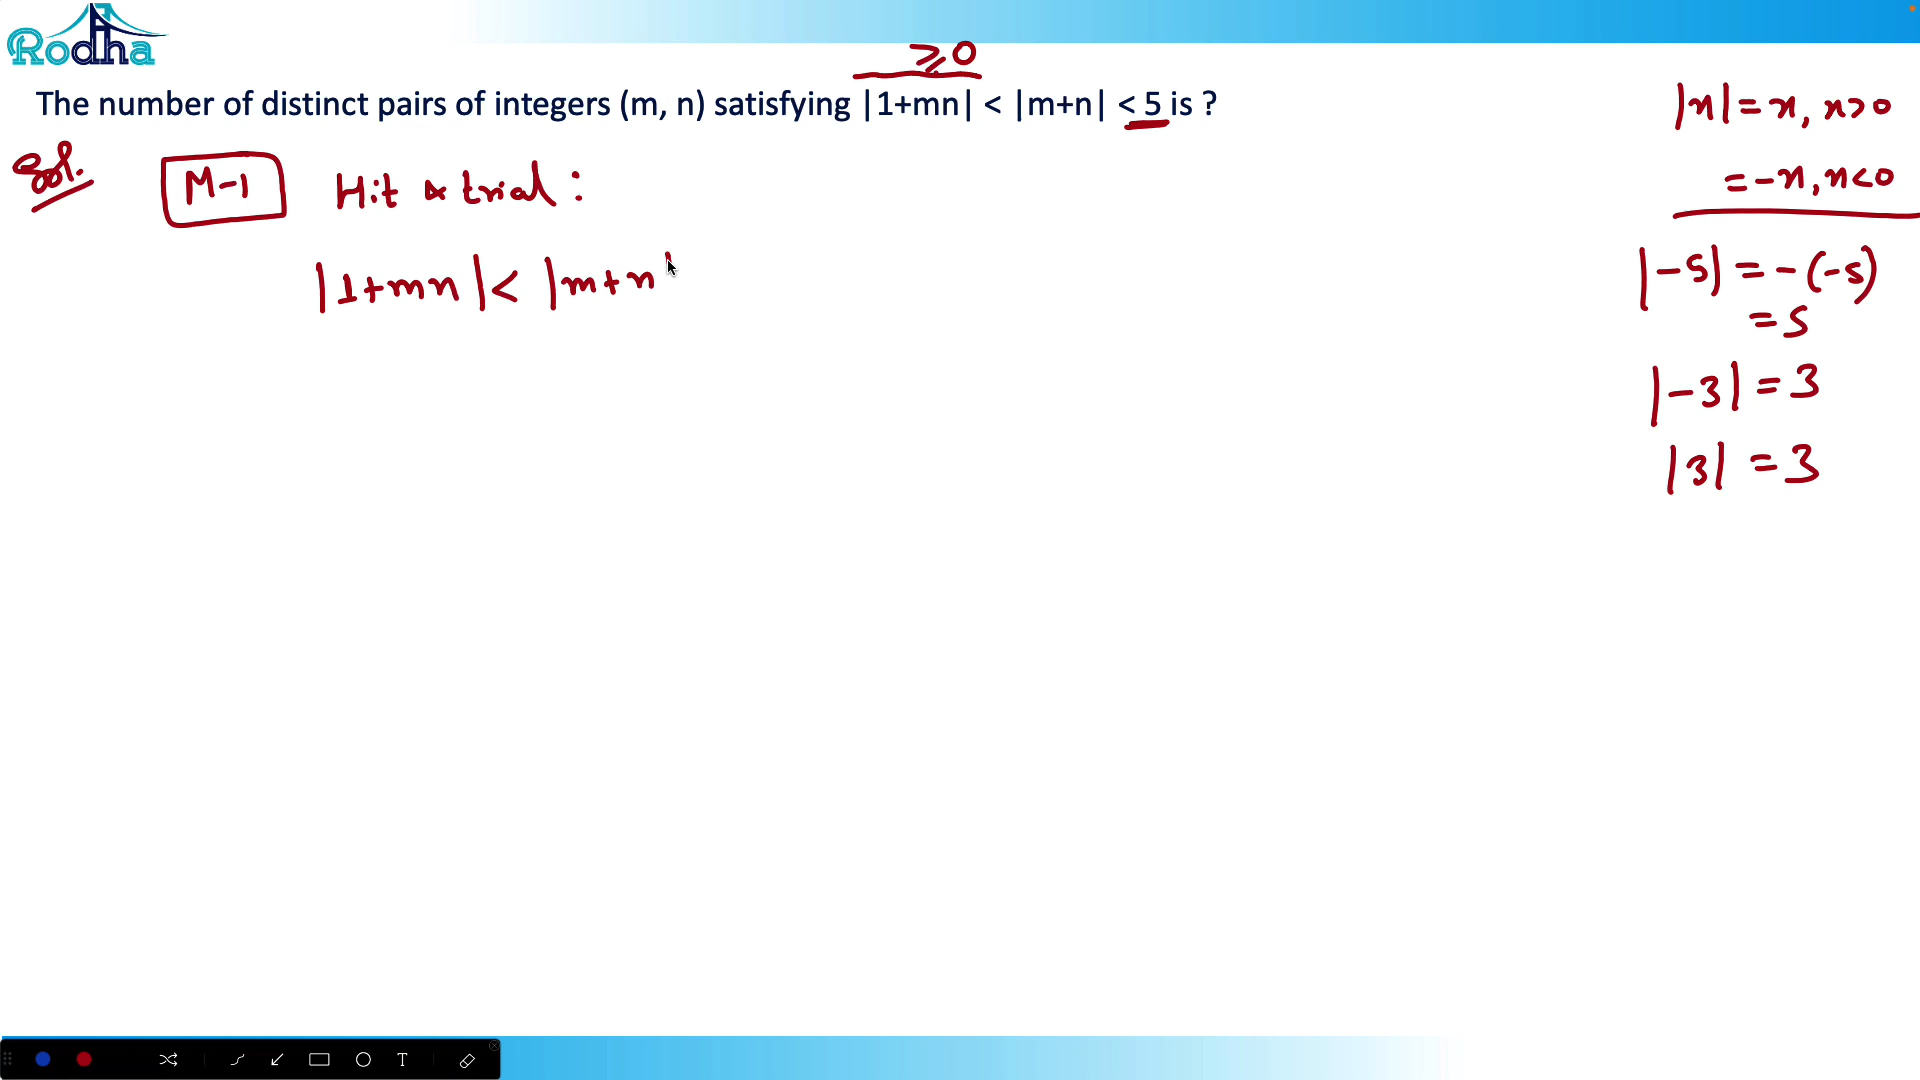 Rodha
≥0
The number of distinct pairs of integers (m, n) satisfying |1+mn| < |m+n| < 5 is ?
Sol.
M-1
Hit & trial:
|1+mn| < |m+n|
|x| = x, x>0
= -x, x<0
|-5| = -(-5)
= 5
|-3| = 3
|3| = 3
T